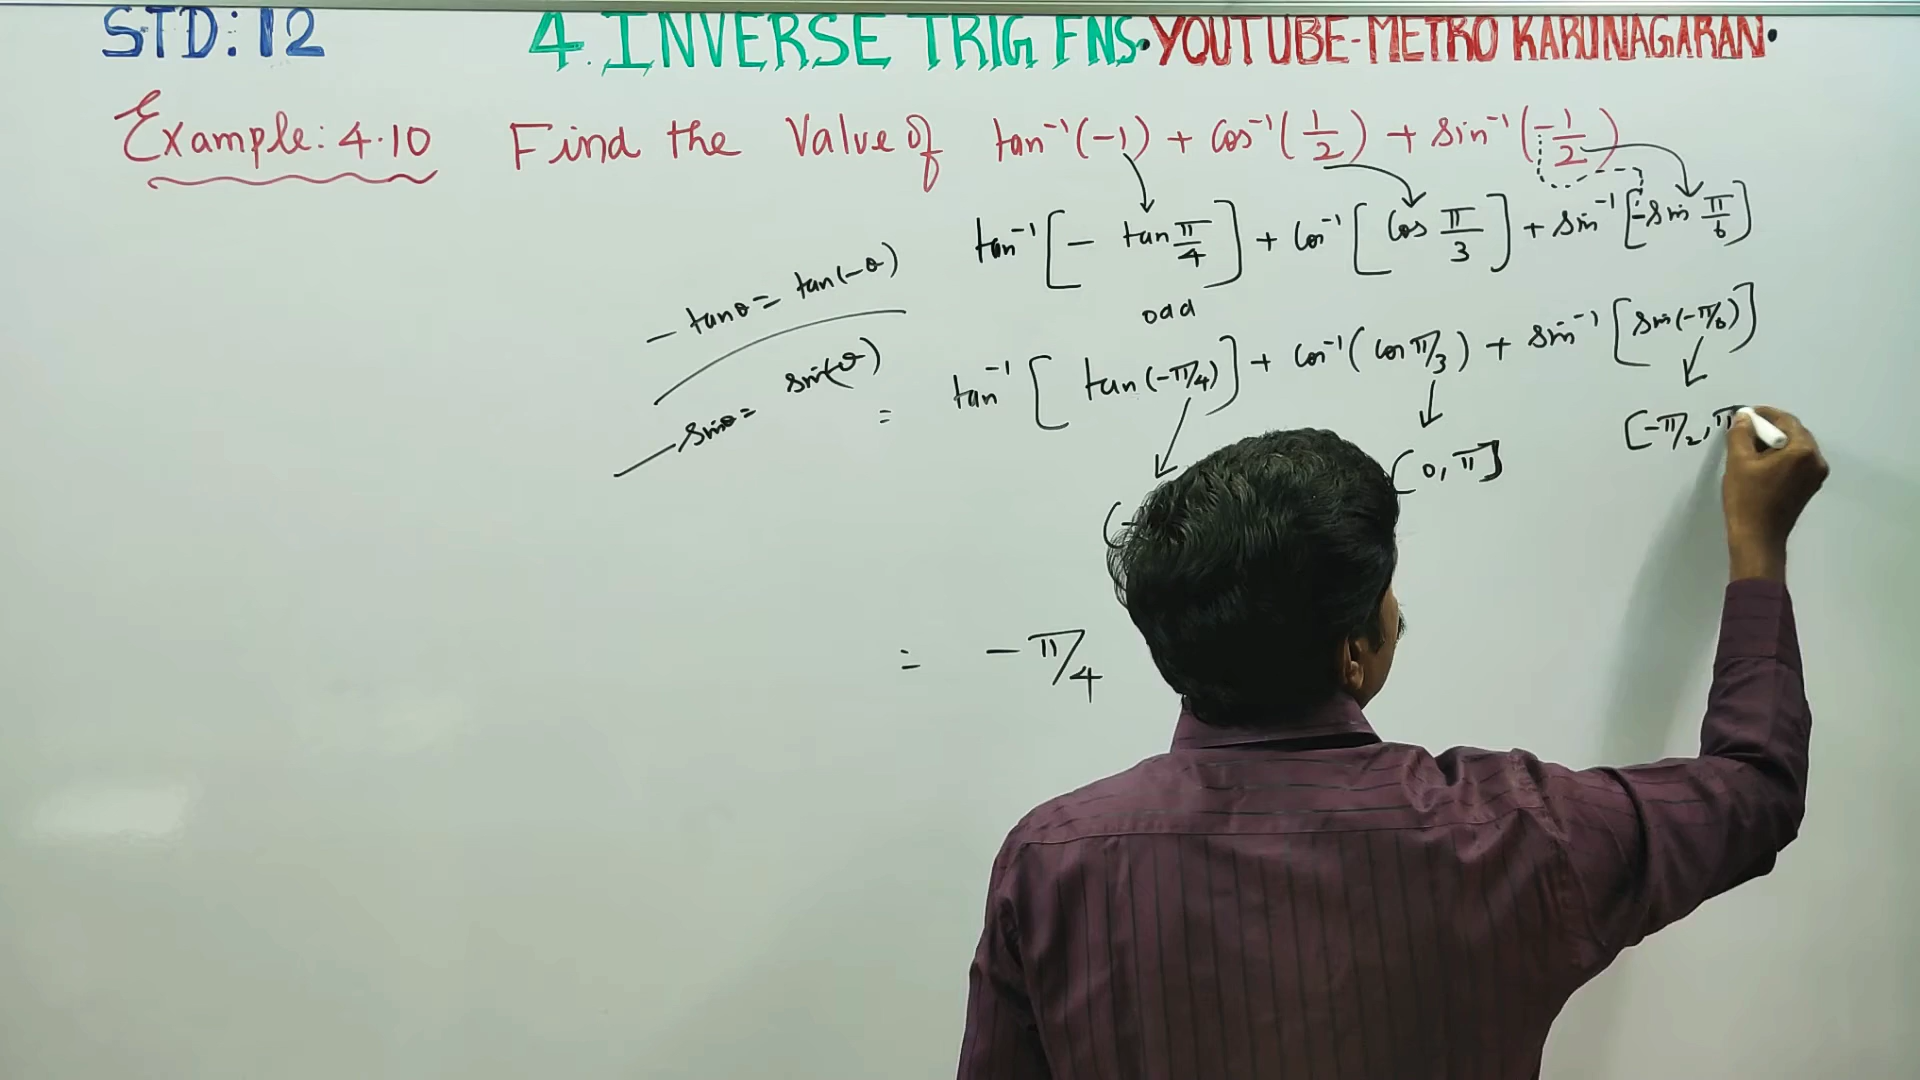 STD: 12 4. INVERSE TRIG FNS. YOUTUBE-METRO KARUNAGARAN.
Example: 4.10 Find the Value of tan⁻¹(-1) + Cos⁻¹(1/2) + sin⁻¹(-1/2)
tan⁻¹[- tan π/4] + Cos⁻¹[Cos π/3] + sin⁻¹[-sin π/6]
- tanθ = tan(-θ)
odd
= tan⁻¹[tan(-π/4)] + cos⁻¹(cos π/3) + sin⁻¹[sin(-π/6)]
- sinθ = sin(-θ)
[0, π] [-π/2, π
= - π/4